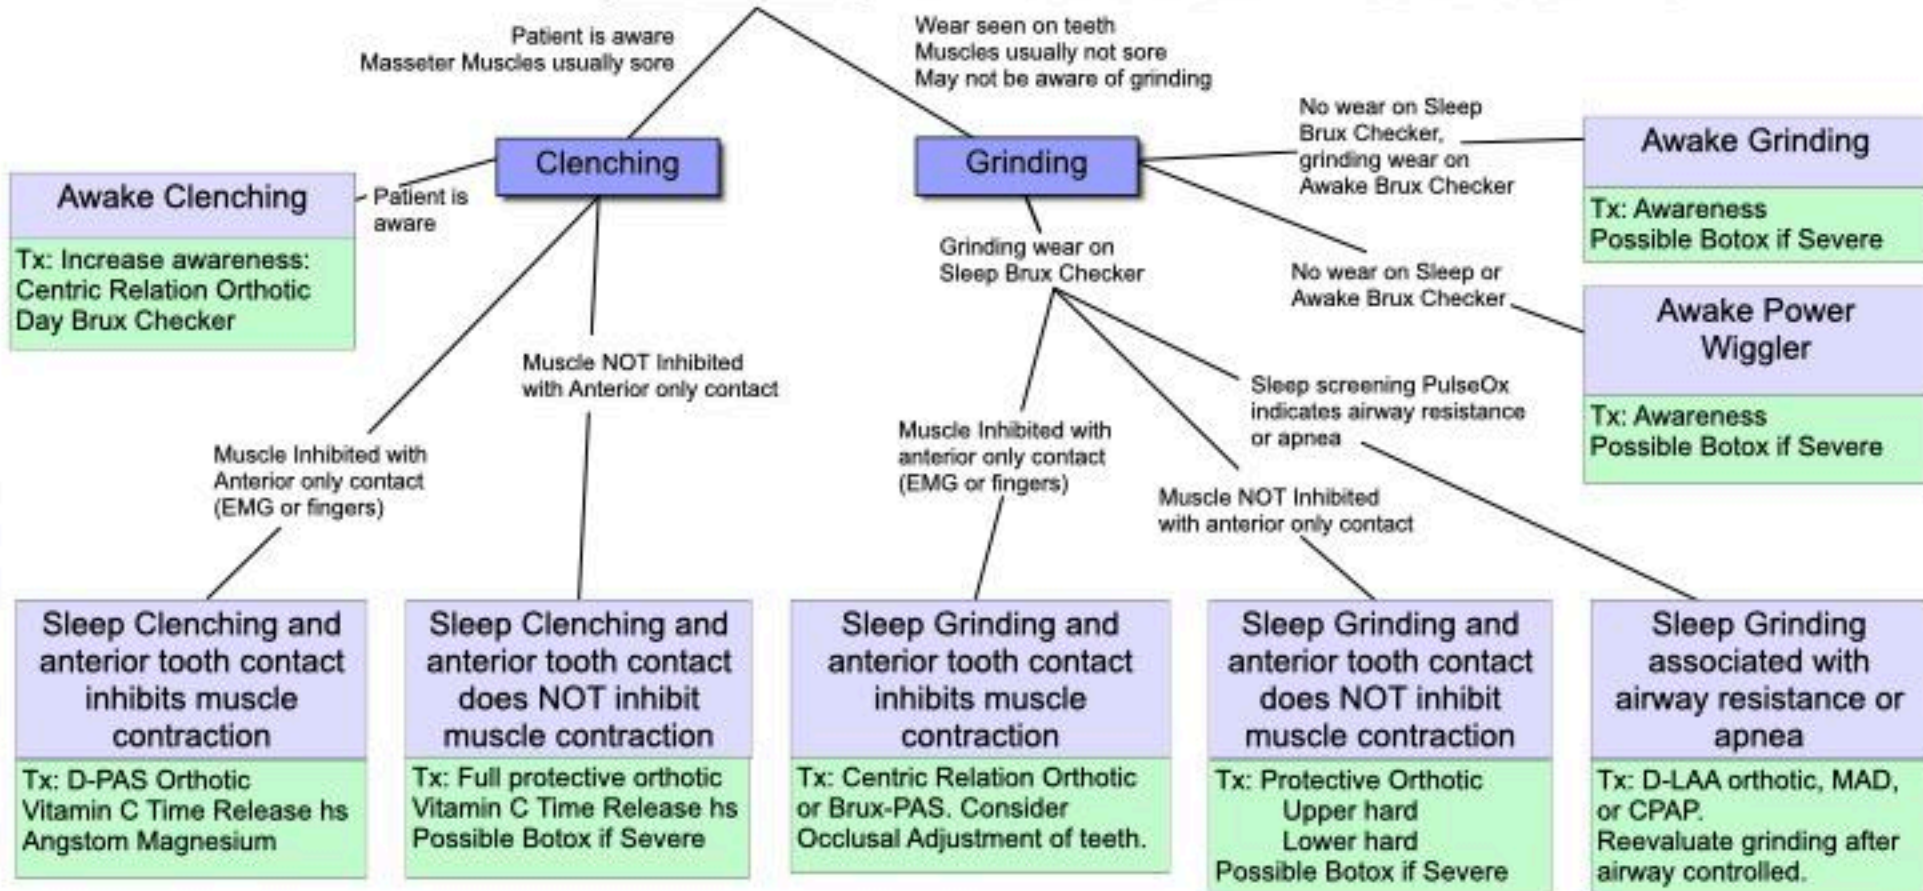 Patient is aware
Masseter Muscles usually sore
Wear seen on teeth
Muscles usually not sore
May not be aware of grinding
Clenching
Grinding
Patient is
aware
Awake Clenching
Tx: Increase awareness:
Centric Relation Orthotic
Day Brux Checker
No wear on Sleep
Brux Checker,
grinding wear on
Awake Brux Checker
Awake Grinding
Tx: Awareness
Possible Botox if Severe
Grinding wear on
Sleep Brux Checker
No wear on Sleep or
Awake Brux Checker
Awake Power
Wiggler
Tx: Awareness
Possible Botox if Severe
Muscle NOT Inhibited
with Anterior only contact
Muscle Inhibited with
Anterior only contact
(EMG or fingers)
Muscle Inhibited with
anterior only contact
(EMG or fingers)
Sleep screening PulseOx
indicates airway resistance
or apnea
Muscle NOT Inhibited
with anterior only contact
Sleep Clenching and
anterior tooth contact
inhibits muscle
contraction
Tx: D-PAS Orthotic
Vitamin C Time Release hs
Angstom Magnesium
Sleep Clenching and
anterior tooth contact
does NOT inhibit
muscle contraction
Tx: Full protective orthotic
Vitamin C Time Release hs
Possible Botox if Severe
Sleep Grinding and
anterior tooth contact
inhibits muscle
contraction
Tx: Centric Relation Orthotic
or Brux-PAS. Consider
Occlusal Adjustment of teeth.
Sleep Grinding and
anterior tooth contact
does NOT inhibit
muscle contraction
Tx: Protective Orthotic
Upper hard
Lower hard
Possible Botox if Severe
Sleep Grinding
associated with
airway resistance or
apnea
Tx: D-LAA orthotic, MAD,
or CPAP.
Reevaluate grinding after
airway controlled.